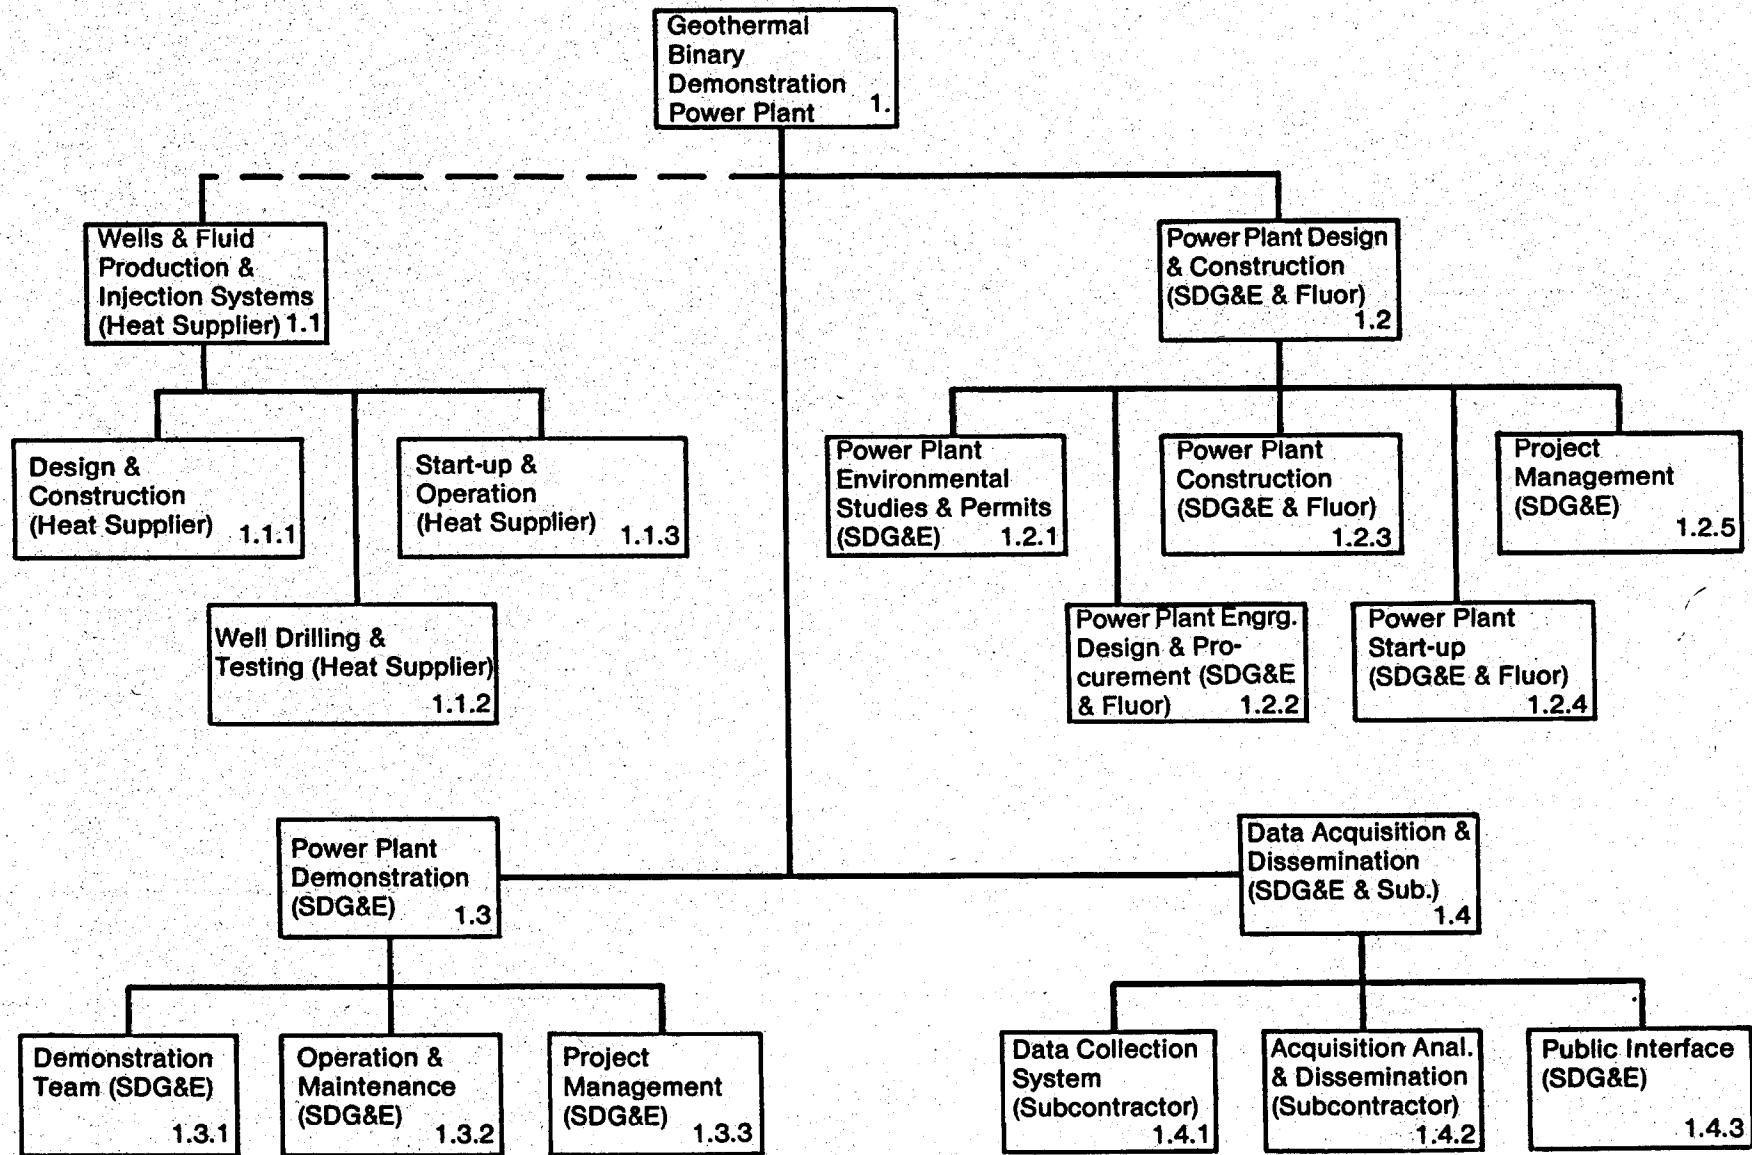 Geothermal
Binary
Demonstration
Power Plant 1.
Wells & Fluid
Production &
Injection Systems
(Heat Supplier) 1.1
Power Plant Design
& Construction
(SDG&E & Fluor)
1.2
Design &
Construction
(Heat Supplier)
1.1.1
Start-up &
Operation
(Heat Supplier)
1.1.3
Power Plant
Environmental
Studies & Permits
(SDG&E) 1.2.1
Power Plant
Construction
(SDG&E & Fluor)
1.2.3
Project
Management
(SDG&E)
1.2.5
Well Drilling &
Testing (Heat Supplier)
1.1.2
Power Plant Engrg.
Design & Pro-
curement (SDG&E
& Fluor) 1.2.2
Power Plant
Start-up
(SDG&E & Fluor)
1.2.4
Power Plant
Demonstration
(SDG&E) 1.3
Data Acquisition &
Dissemination
(SDG&E & Sub.)
1.4
Demonstration
Team (SDG&E)
1.3.1
Operation &
Maintenance
(SDG&E)
1.3.2
Project
Management
(SDG&E)
1.3.3
Data Collection
System
(Subcontractor)
1.4.1
Acquisition Anal.
& Dissemination
(Subcontractor)
1.4.2
Public Interface
(SDG&E)
1.4.3